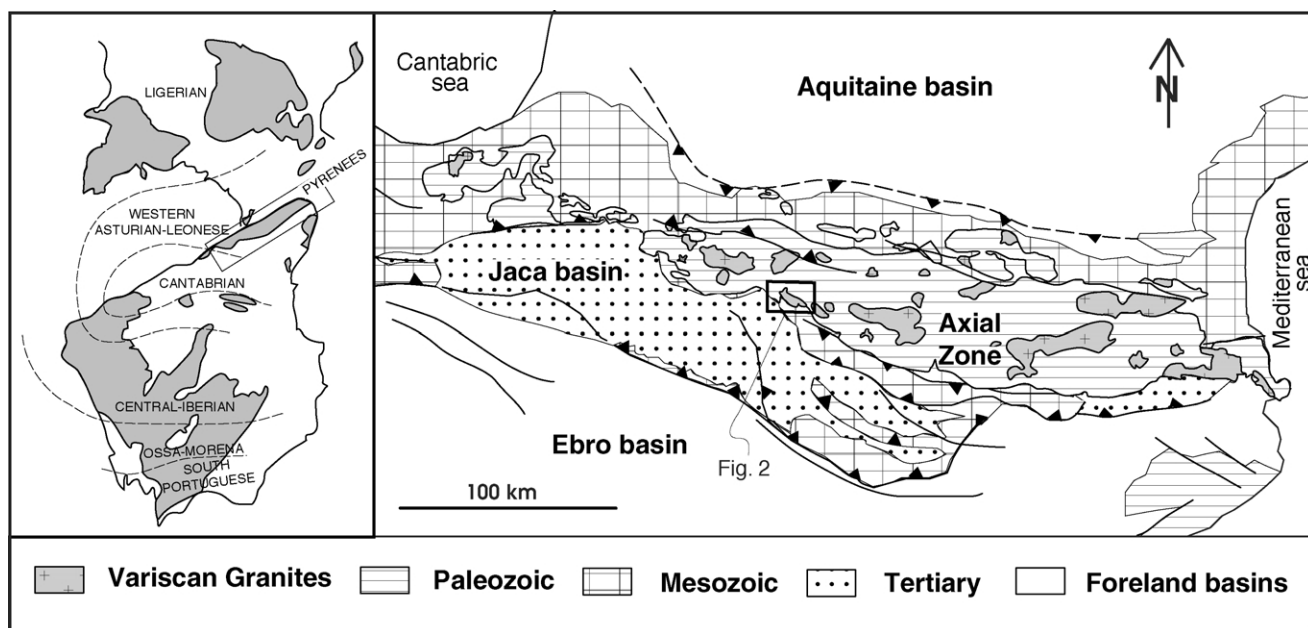 LIGERIAN
PYRENEES
WESTERN
ASTURIAN-LEONESE
CANTABRIAN
CENTRAL-IBERIAN
OSSA-MORENA
SOUTH
PORTUGUESE
Cantabric
sea
Aquitaine basin
N
Jaca basin
Axial
Zone
Mediterranean
sea
Ebro basin
Fig. 2
100 km
Variscan Granites
Paleozoic
Mesozoic
Tertiary
Foreland basins